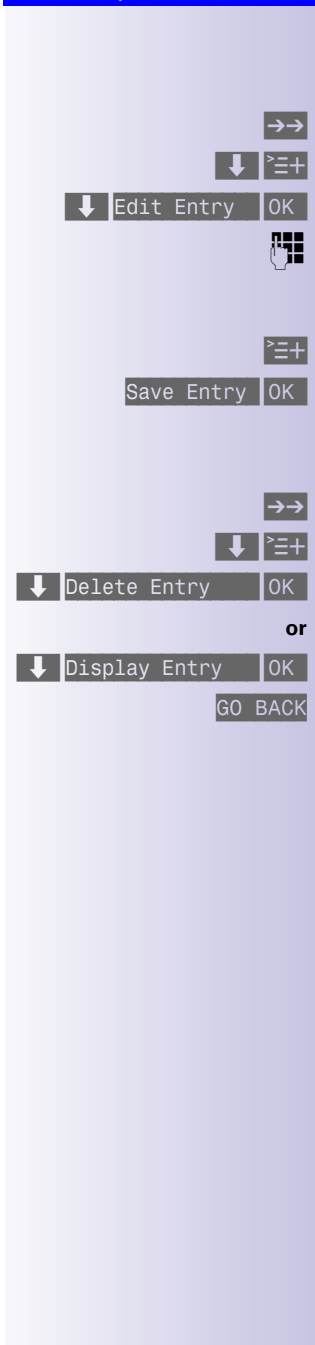 →→
↓ >Ξ+
↓ Edit Entry OK
>Ξ+
Save Entry OK
→→
↓ >Ξ+
↓ Delete Entry OK
or
↓ Display Entry OK
GO BACK